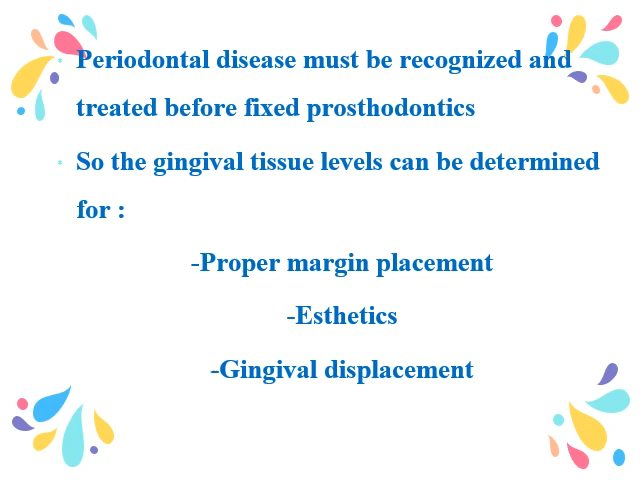 Periodontal disease must be recognized and
treated before fixed prosthodontics
So the gingival tissue levels can be determined
for :
-Proper margin placement
-Esthetics
-Gingival displacement